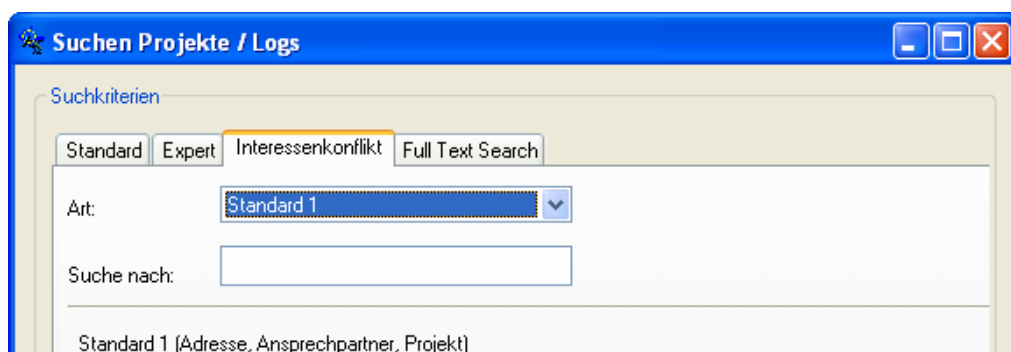 Suchen Projekte / Logs
Suchkriterien
Standard Expert Interessenkonflikt Full Text Search
Art: Standard 1
Suche nach:
Standard 1 (Adresse, Ansprechpartner, Projekt)